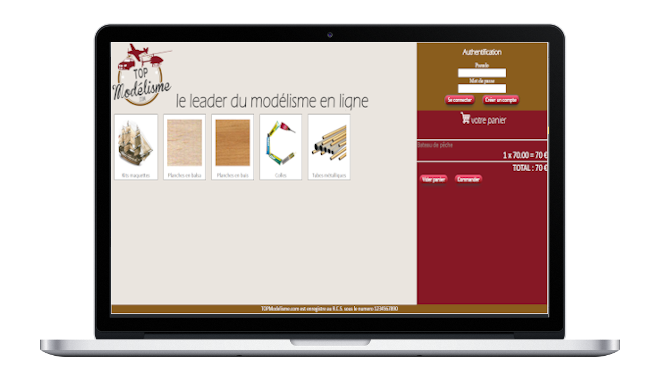 TOP
Modélisme
.com
le leader du modélisme en ligne
Kits maquettes
Planches en balsa
Planches en bois
Colles
Tubes métalliques
Authentification
Pseudo
Mot de passe
Se connecter
Créer un compte
votre panier
Bateau de pêche
1 x 70.00 = 70 €
TOTAL : 70 €
Vider panier
Commander
TOPModélisme.com est enregistré au R.C.S. sous le numero 1234567890